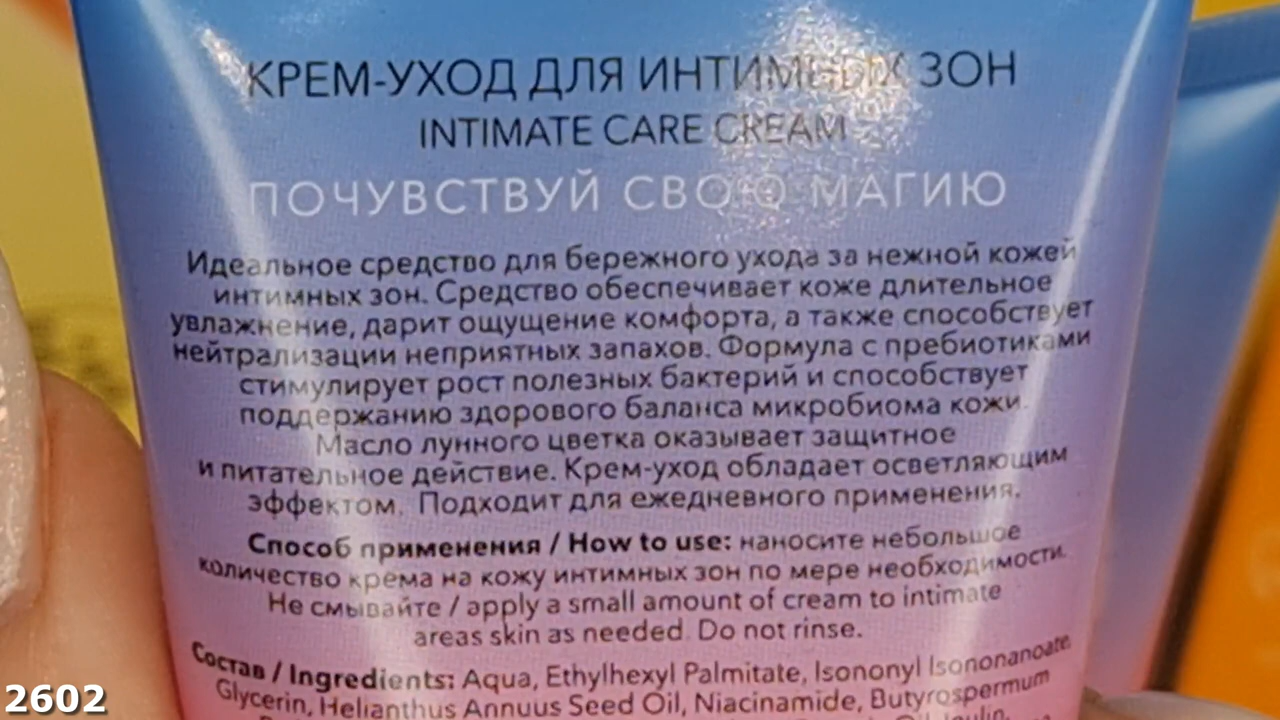 КРЕМ-УХОД ДЛЯ ИНТИМНЫХ ЗОН
INTIMATE CARE CREAM
ПОЧУВСТВУЙ СВОЮ МАГИЮ
Идеальное средство для бережного ухода за нежной кожей
интимных зон. Средство обеспечивает коже длительное
увлажнение, дарит ощущение комфорта, а также способствует
нейтрализации неприятных запахов. Формула с пребиотиками
стимулирует рост полезных бактерий и способствует
поддержанию здорового баланса микробиома кожи.
Масло лунного цветка оказывает защитное
и питательное действие. Крем-уход обладает осветляющим
эффектом. Подходит для ежедневного применения.
Способ применения / How to use: наносите небольшое
количество крема на кожу интимных зон по мере необходимости.
Не смывайте / apply a small amount of cream to intimate
areas skin as needed. Do not rinse.
Состав / Ingredients: Aqua, Ethylhexyl Palmitate, Isononyl Isononanoate,
Glycerin, Helianthus Annuus Seed Oil, Niacinamide, Butyrospermum
2602